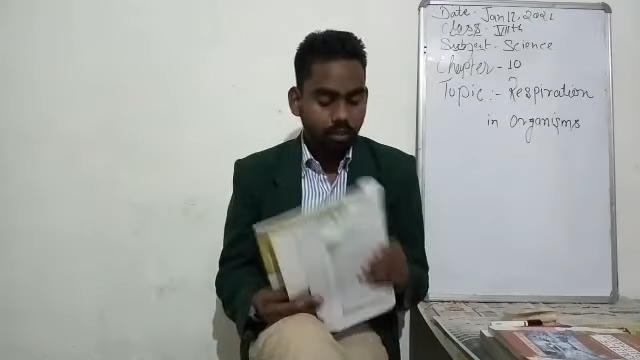 Date - Jan 12, 2021
Class - VIIth
Subject - Science
Chapter - 10
Topic :- Respiration
in Organisms